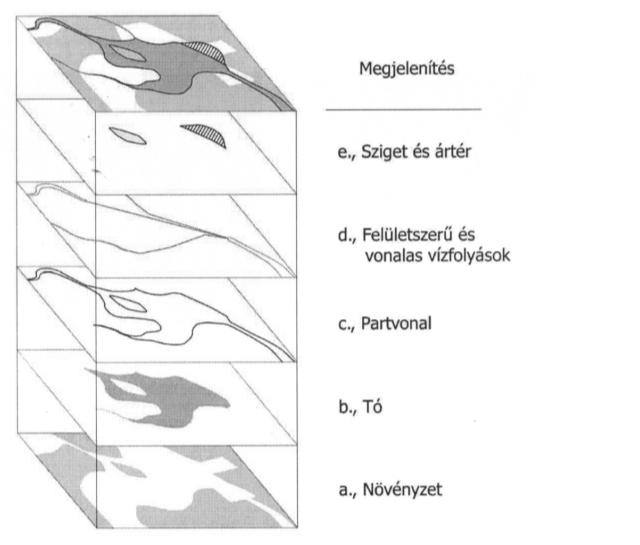 Megjelenítés
e., Sziget és ártér
d., Felületszerű és
vonalas vízfolyások
c., Partvonal
b., Tó
a., Növényzet